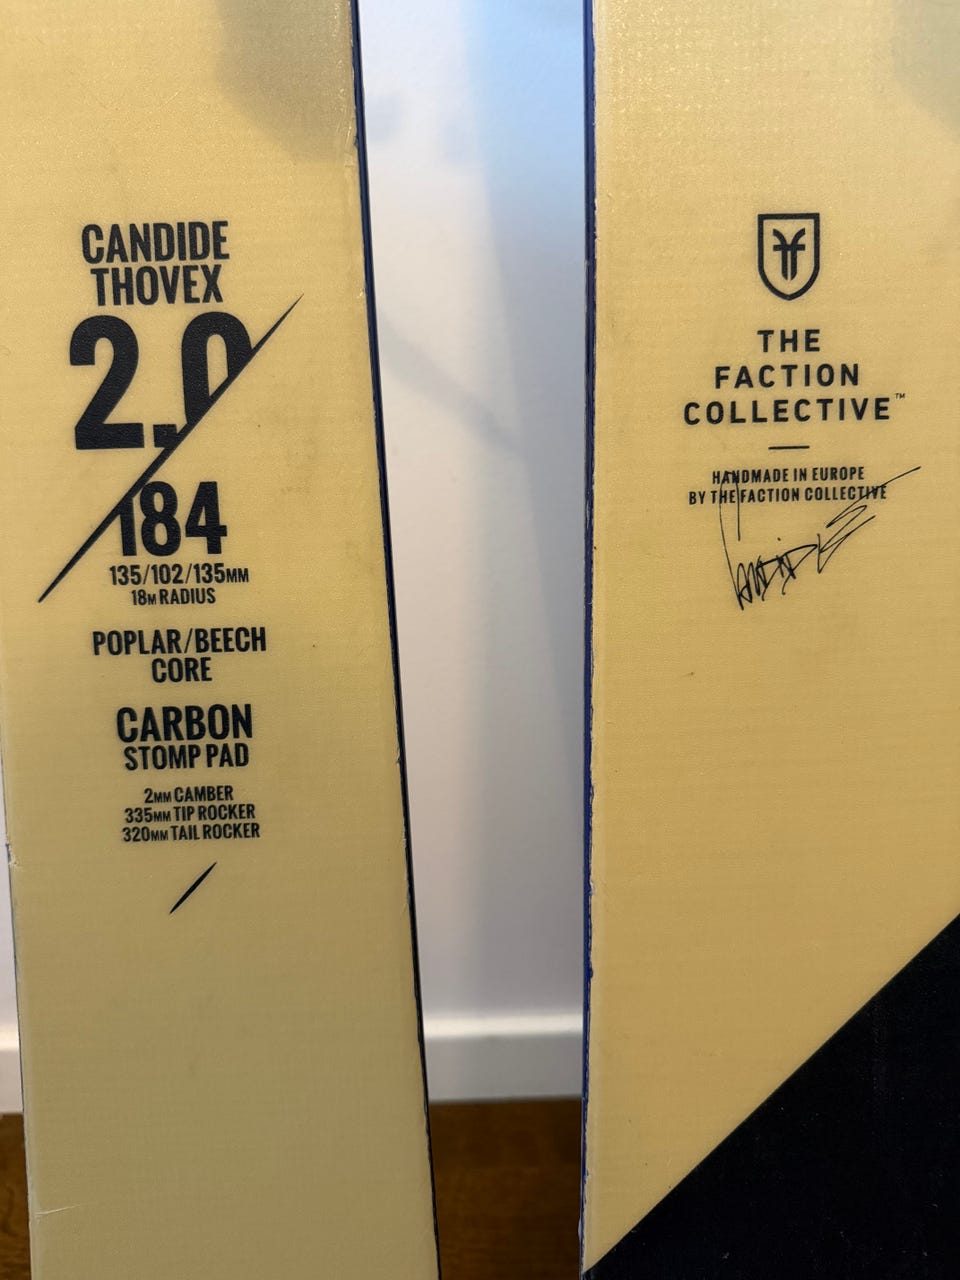 CANDIDE
THOVEX
2.0
184
135/102/135MM
18M RADIUS
POPLAR/BEECH
CORE
CARBON
STOMP PAD
2MM CAMBER
335MM TIP ROCKER
320MM TAIL ROCKER
THE
FACTION
COLLECTIVE™
HANDMADE IN EUROPE
BY THE FACTION COLLECTIVE
CANDIDE